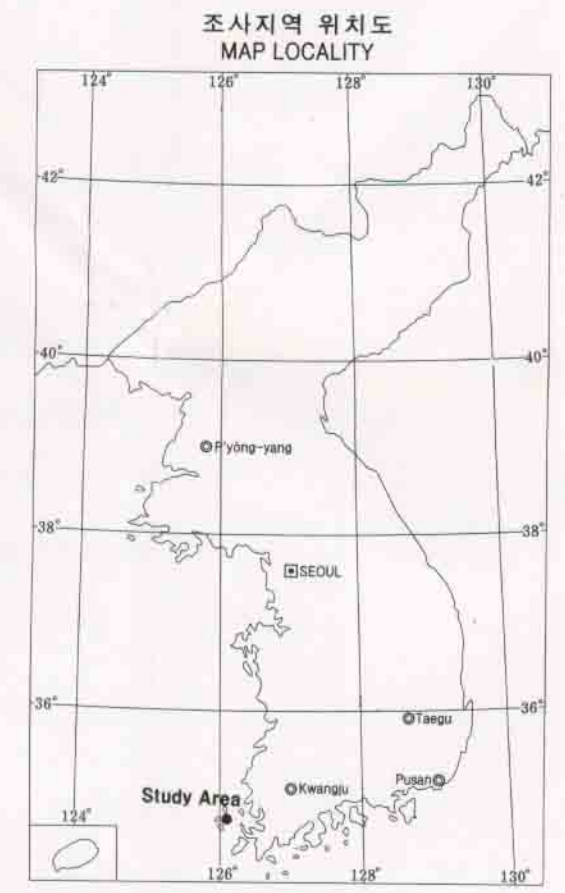 조사지역 위치도
MAP LOCALITY
124° 126° 128° 130°
42° 42°
40° 40°
P'yòng-yang
38° 38°
SEOUL
36° 36°
Taegu
Pusan
Kwangju
Study Area
124°
126° 128° 130°